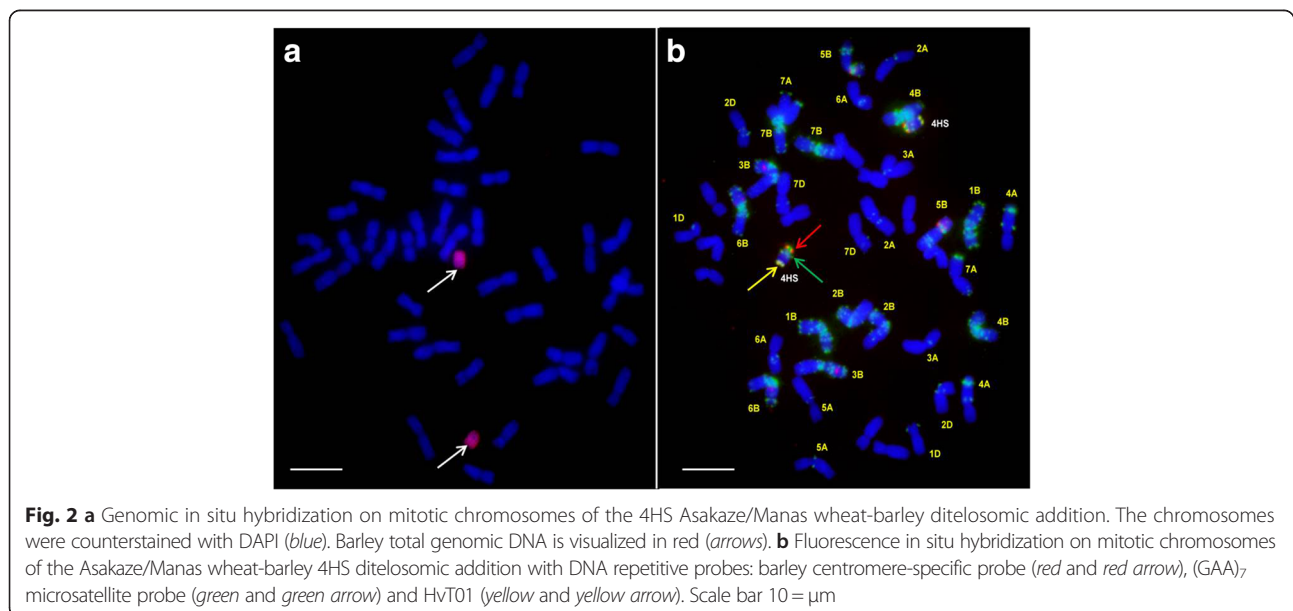 a
b
5B
2A
7A
6A
4B
2D
4HS
7B
7B
3A
3B
7D
1B
4A
5B
1D
6B
7D
2A
7A
4HS
2B
2B
1B
4B
6A
3A
3B
4A
6B
5A
2D
5A
1D
Fig. 2 a Genomic in situ hybridization on mitotic chromosomes of the 4HS Asakaze/Manas wheat-barley ditelosomic addition. The chromosomes
were counterstained with DAPI (blue). Barley total genomic DNA is visualized in red (arrows). b Fluorescence in situ hybridization on mitotic chromosomes
of the Asakaze/Manas wheat-barley 4HS ditelosomic addition with DNA repetitive probes: barley centromere-specific probe (red and red arrow), (GAA)₇
microsatellite probe (green and green arrow) and HvT01 (yellow and yellow arrow). Scale bar 10 = μm